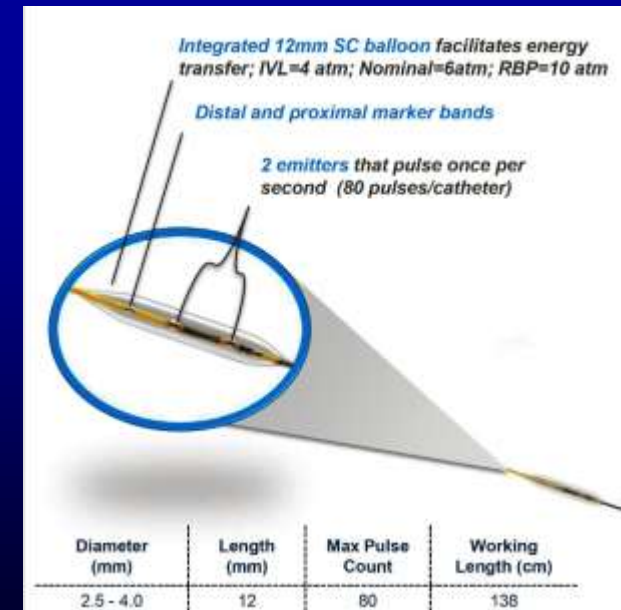 Integrated 12mm SC balloon facilitates energy
transfer; IVL=4 atm; Nominal=6atm; RBP=10 atm
Distal and proximal marker bands
2 emitters that pulse once per
second (80 pulses/catheter)
Diameter (mm) Length (mm) Max Pulse Count Working Length (cm)
2.5 - 4.0 12 80 138